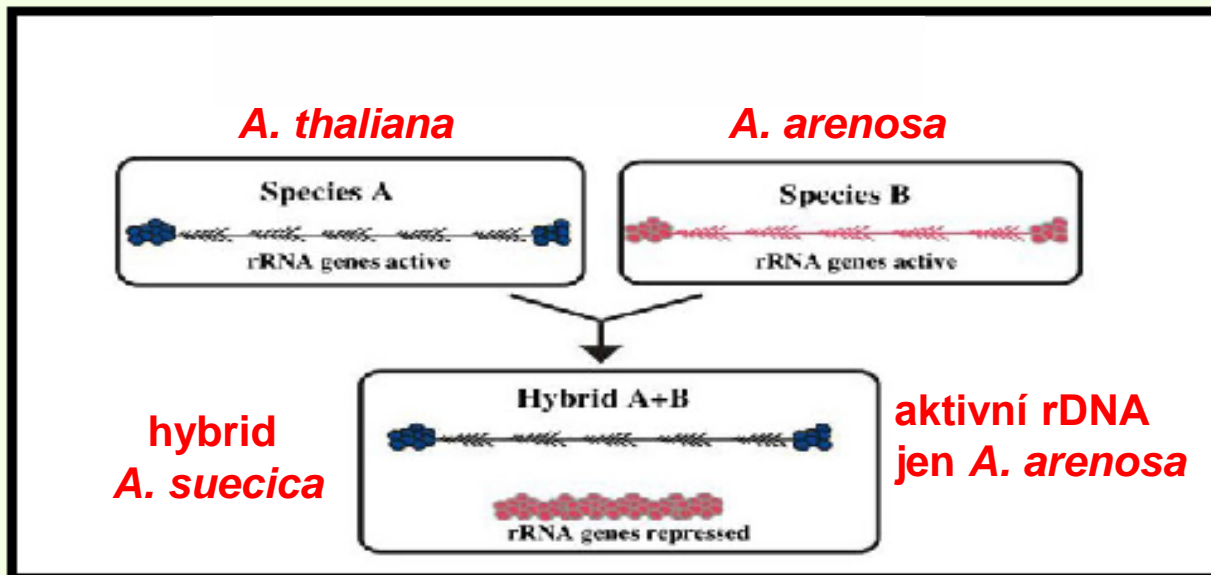 A. thaliana
A. arenosa
Species A
rRNA genes active
Species B
rRNA genes active
Hybrid A+B
rRNA genes repressed
hybrid
A. suecica
aktivní rDNA
jen A. arenosa